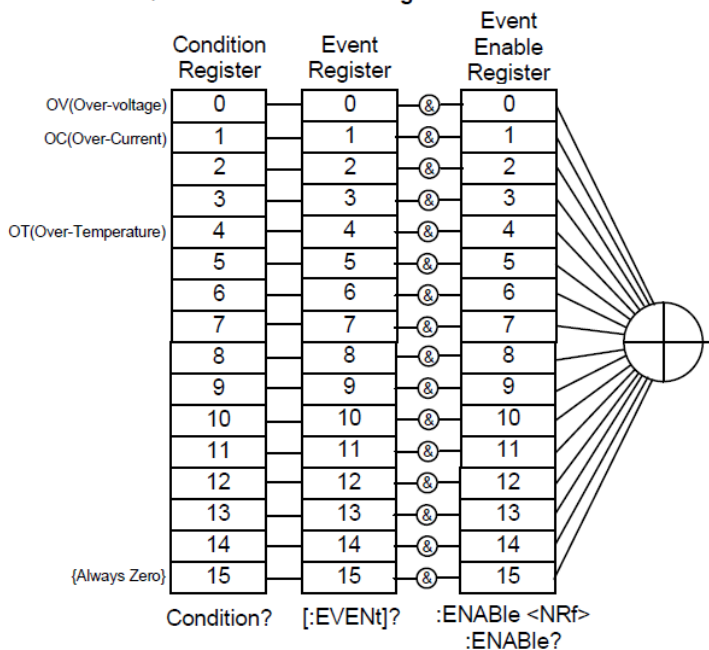 Condition Register
Event Register
Event Enable Register
OV(Over-voltage) 0 0 & 0
OC(Over-Current) 1 1 & 1
2 2 & 2
3 3 & 3
OT(Over-Temperature) 4 4 & 4
5 5 & 5
6 6 & 6
7 7 & 7
8 8 & 8
9 9 & 9
10 10 & 10
11 11 & 11
12 12 & 12
13 13 & 13
14 14 & 14
{Always Zero} 15 15 & 15
Condition? [:EVENt]? :ENABle <NRf>
:ENABle?